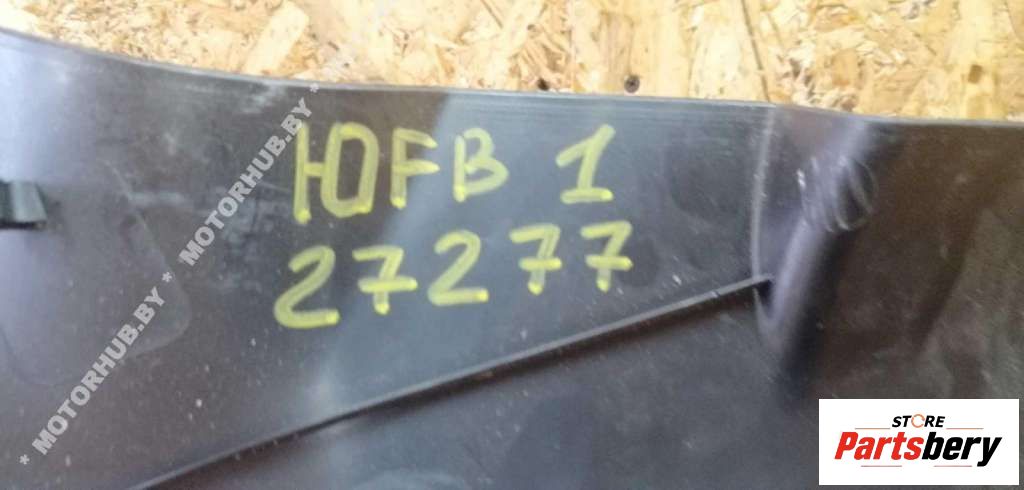 ЮFB 1
27277
* MOTORHUB.BY * MOTORHUB.BY *
STORE
Partsbery